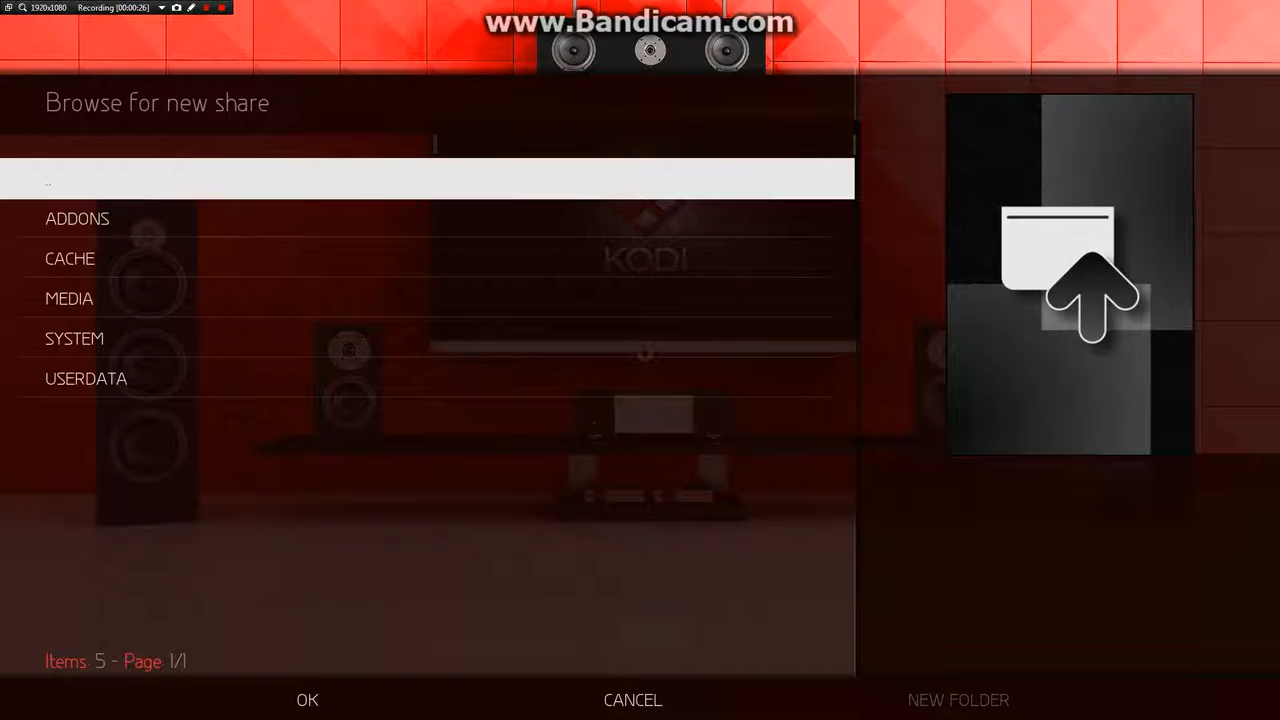 1920x1080 Recording [00:00:26]
www.Bandicam.com
Browse for new share
..
ADDONS
CACHE
MEDIA
SYSTEM
USERDATA
KODI
Items: 5 - Page: 1/1
OK CANCEL NEW FOLDER